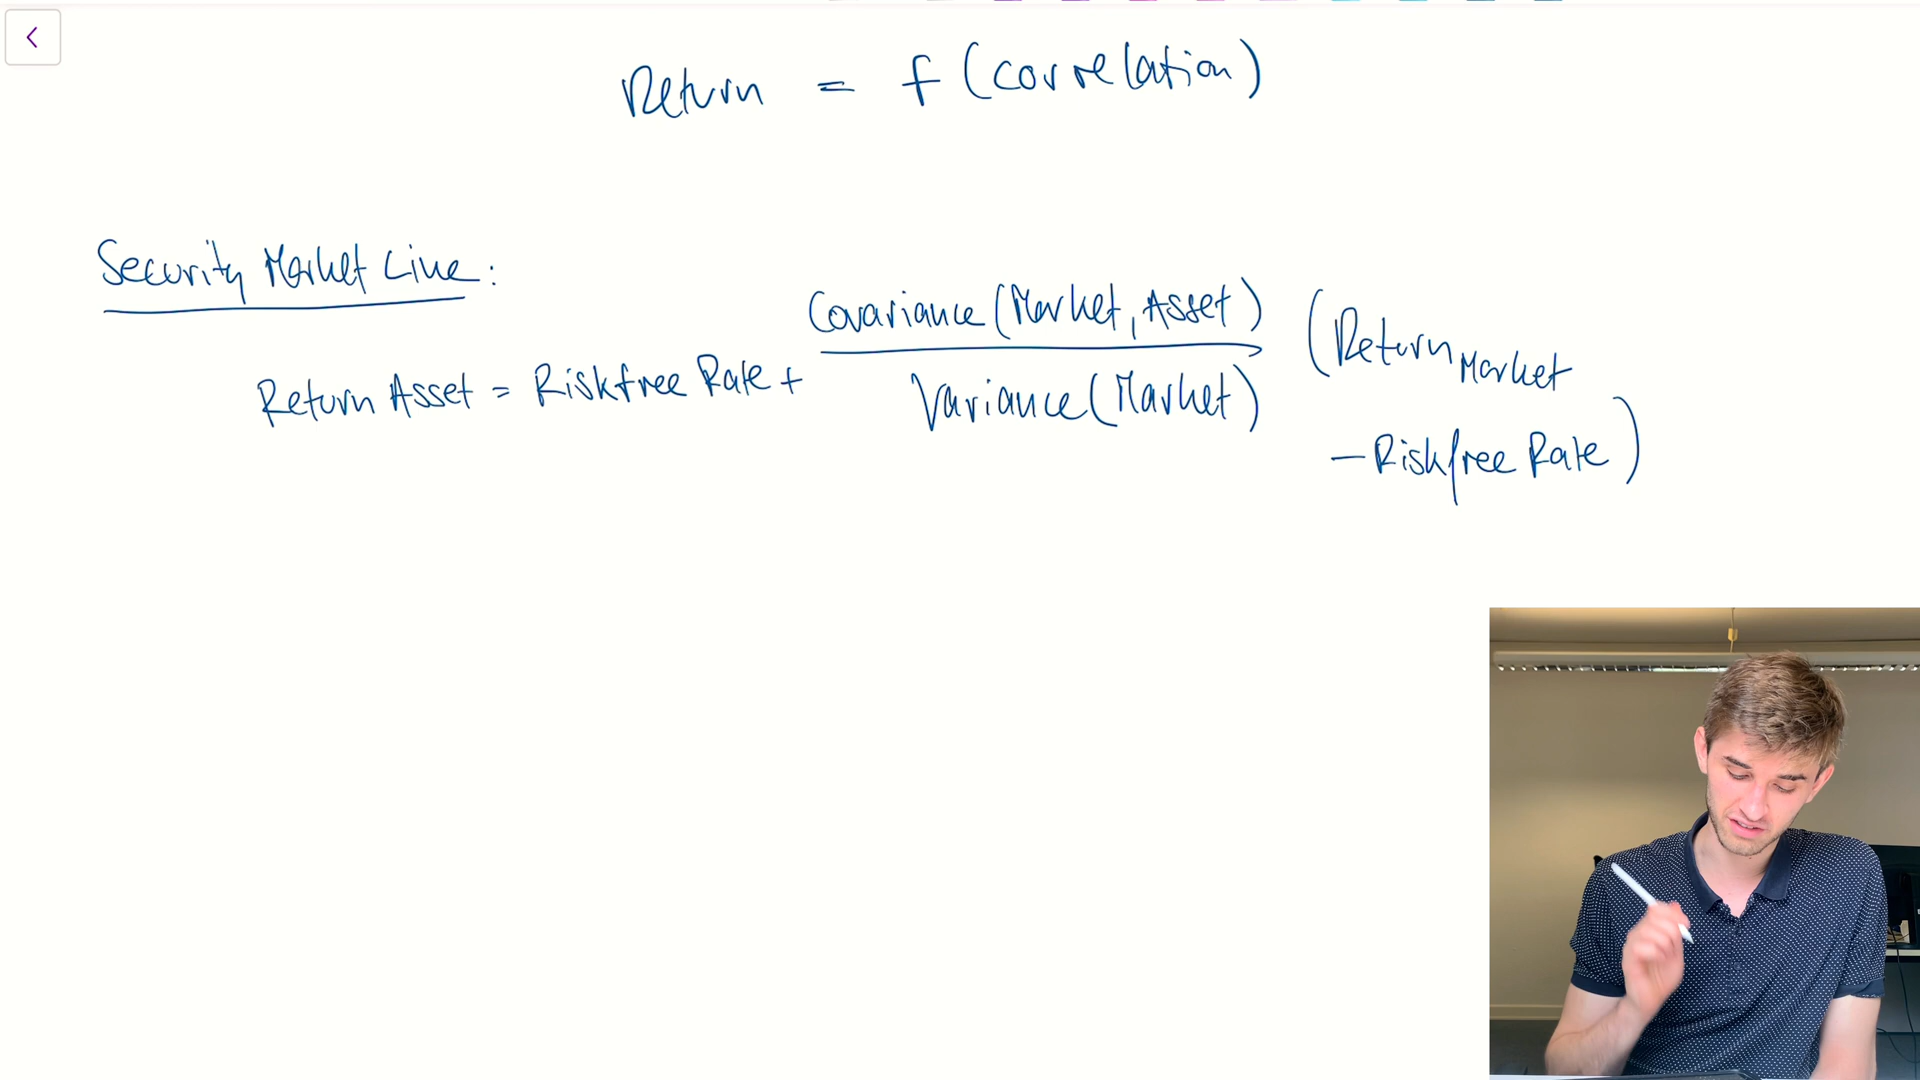 Return = f (correlation)
Security Market Line:
Return Asset = Riskfree Rate + Covariance (Market, Asset) / Variance (Market) (Return Market
- Riskfree Rate)